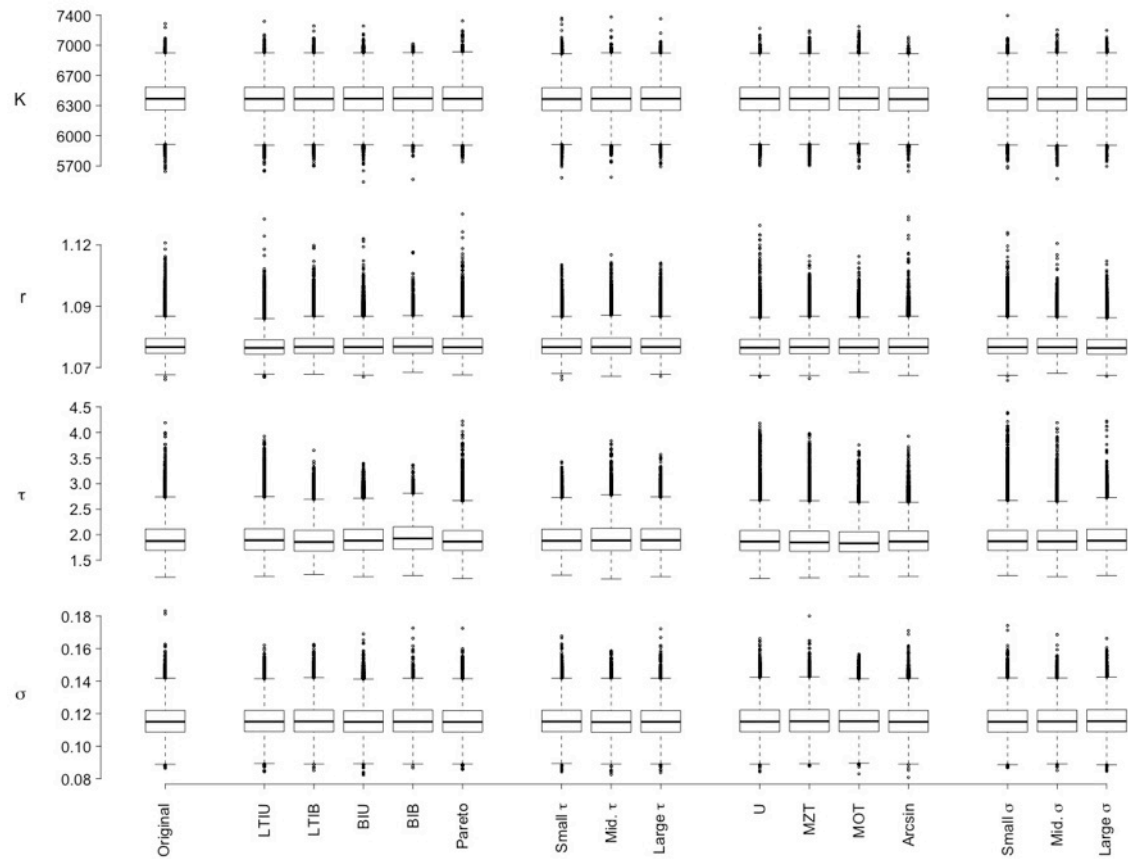 K
7400
7000
6700
6300
6000
5700
r
1.12
1.09
1.07
τ
4.5
4.0
3.5
3.0
2.5
2.0
1.5
σ
0.18
0.16
0.14
0.12
0.10
0.08
Original
LTIU
LTIB
BIU
BIB
Pareto
Small τ
Mid. τ
Large τ
U
MZT
MOT
Arcsin
Small σ
Mid. σ
Large σ